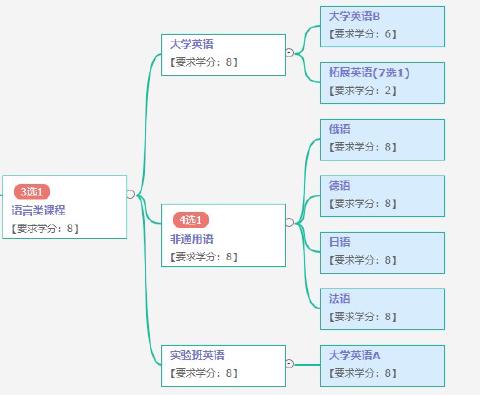 3选1
语言类课程
【要求学分：8】
大学英语
【要求学分：8】
大学英语B
【要求学分：6】
拓展英语(7选1)
【要求学分：2】
4选1
非通用语
【要求学分：8】
俄语
【要求学分：8】
德语
【要求学分：8】
日语
【要求学分：8】
法语
【要求学分：8】
实验班英语
【要求学分：8】
大学英语A
【要求学分：8】